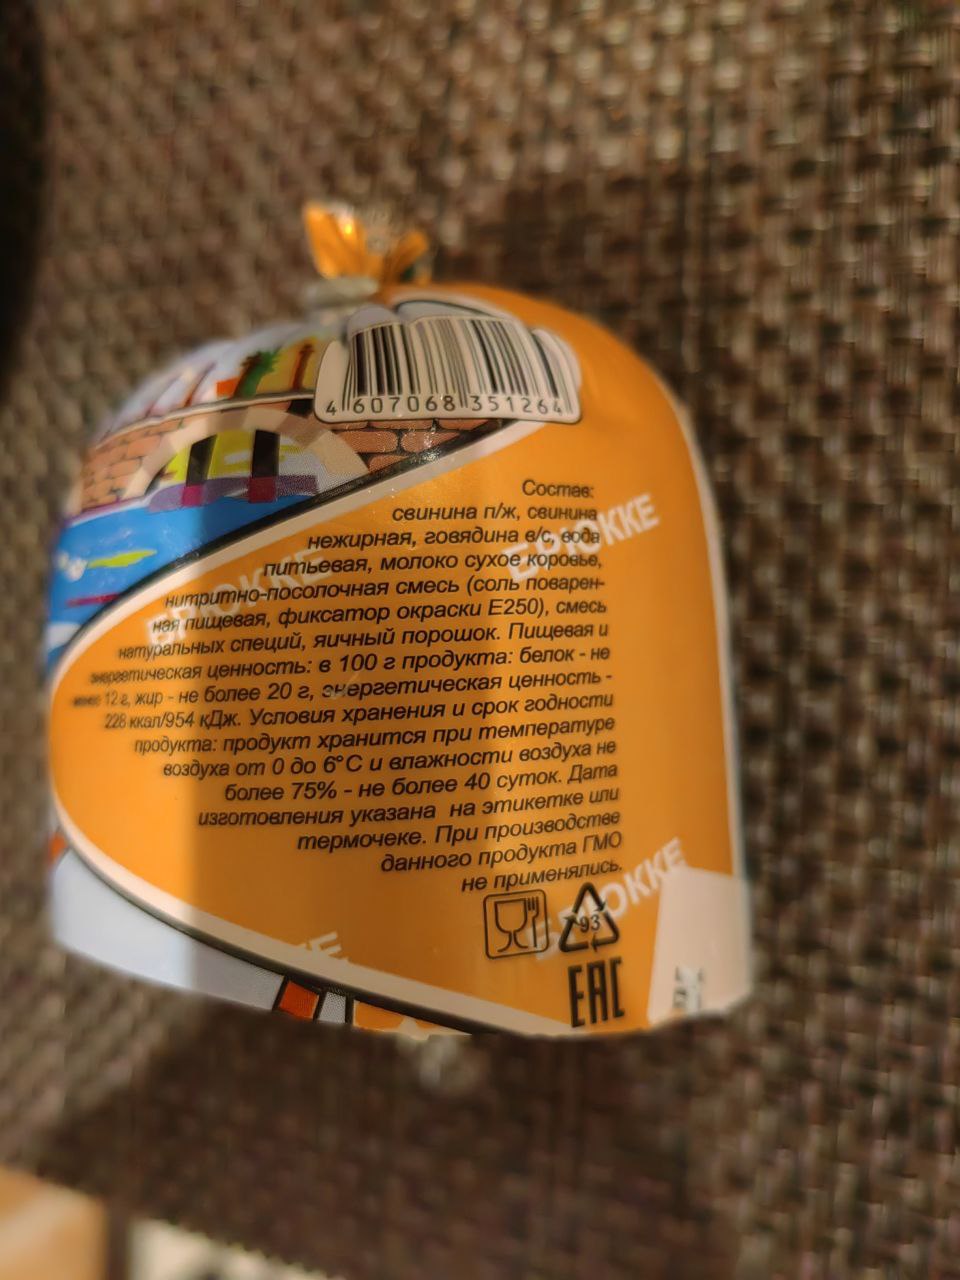 4 607068 351264
Состав:
свинина п/ж, свинина
нежирная, говядина в/с, вода
питьевая, молоко сухое коровье,
нитритно-посолочная смесь (соль поварен-
ная пищевая, фиксатор окраски Е250), смесь
натуральных специй, яичный порошок. Пищевая и
энергетическая ценность: в 100 г продукта: белок - не
менее 12 г, жир - не более 20 г, энергетическая ценность -
228 ккал/954 кДж. Условия хранения и срок годности
продукта: продукт хранится при температуре
воздуха от 0 до 6°С и влажности воздуха не
более 75% - не более 40 суток. Дата
изготовления указана на этикетке или
термочеке. При производстве
данного продукта ГМО
не применялись.
БРЮККЕ
БРЮККЕ
БРЮККЕ
93
EAC